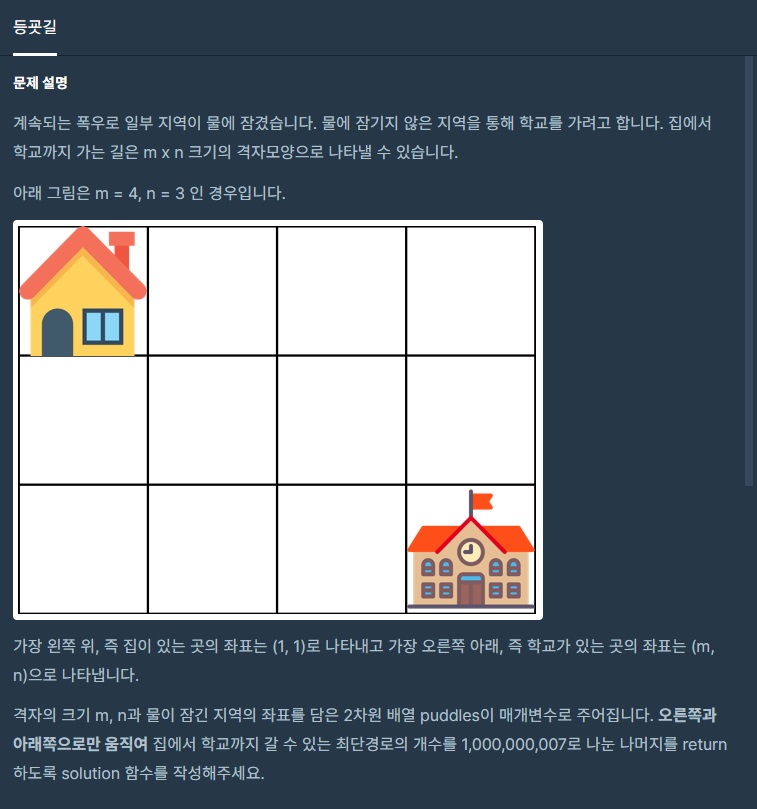 등굣길
문제 설명
계속되는 폭우로 일부 지역이 물에 잠겼습니다. 물에 잠기지 않은 지역을 통해 학교를 가려고 합니다. 집에서
학교까지 가는 길은 m x n 크기의 격자모양으로 나타낼 수 있습니다.
아래 그림은 m = 4, n = 3 인 경우입니다.
가장 왼쪽 위, 즉 집이 있는 곳의 좌표는 (1, 1)로 나타내고 가장 오른쪽 아래, 즉 학교가 있는 곳의 좌표는 (m,
n)으로 나타냅니다.
격자의 크기 m, n과 물이 잠긴 지역의 좌표를 담은 2차원 배열 puddles이 매개변수로 주어집니다. 오른쪽과
아래쪽으로만 움직여 집에서 학교까지 갈 수 있는 최단경로의 개수를 1,000,000,007로 나눈 나머지를 return
하도록 solution 함수를 작성해주세요.